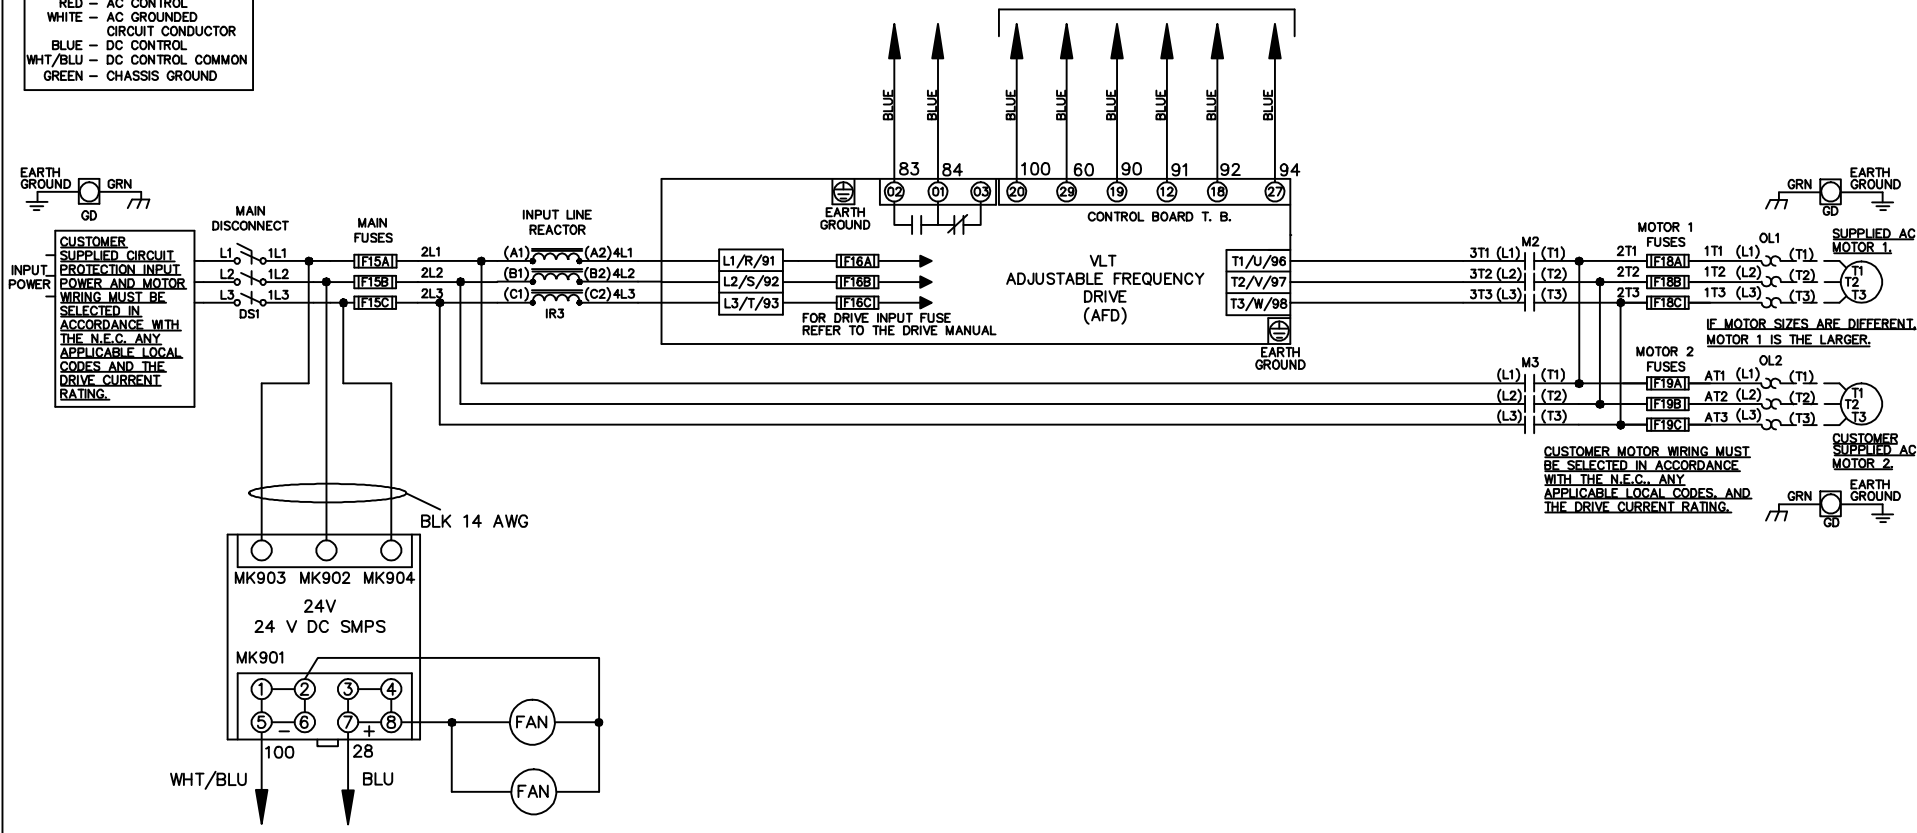 RED – AC CONTROL
WHITE – AC GROUNDED
CIRCUIT CONDUCTOR
BLUE – DC CONTROL
WHT/BLU – DC CONTROL COMMON
GREEN – CHASSIS GROUND
BLUE
BLUE
BLUE
BLUE
BLUE
BLUE
BLUE
BLUE
83 84 100 60 90 91 92 94
02 01 03 20 29 19 12 18 27
EARTH
GROUND
CONTROL BOARD T. B.
EARTH
GROUND
GRN
GD
INPUT
POWER
CUSTOMER
SUPPLIED CIRCUIT
PROTECTION INPUT
POWER AND MOTOR
WIRING MUST BE
SELECTED IN
ACCORDANCE WITH
THE N.E.C. ANY
APPLICABLE LOCAL
CODES AND THE
DRIVE CURRENT
RATING.
MAIN
DISCONNECT
L1 1L1
L2 1L2
L3 1L3
DS1
MAIN
FUSES
F15A
F15B
F15C
2L1
2L2
2L3
INPUT LINE
REACTOR
(A1) (A2) 4L1
(B1) (B2) 4L2
(C1) (C2) 4L3
IR3
L1/R/91
L2/S/92
L3/T/93
F16A
F16B
F16C
FOR DRIVE INPUT FUSE
REFER TO THE DRIVE MANUAL
VLT
ADJUSTABLE FREQUENCY
DRIVE
(AFD)
T1/U/96
T2/V/97
T3/W/98
EARTH
GROUND
M2
3T1 (L1) (T1)
3T2 (L2) (T2)
3T3 (L3) (T3)
MOTOR 1
FUSES
2T1 F18A 1T1 (L1) (T1)
2T2 F18B 1T2 (L2) (T2)
2T3 F18C 1T3 (L3) (T3)
OL1
GRN
EARTH
GROUND
GD
SUPPLIED AC
MOTOR 1.
T1
T2
T3
IF MOTOR SIZES ARE DIFFERENT,
MOTOR 1 IS THE LARGER.
M3
(L1) (T1)
(L2) (T2)
(L3) (T3)
MOTOR 2
FUSES
F19A AT1 (L1) (T1)
F19B AT2 (L2) (T2)
F19C AT3 (L3) (T3)
OL2
T1
T2
T3
CUSTOMER
SUPPLIED AC
MOTOR 2.
CUSTOMER MOTOR WIRING MUST
BE SELECTED IN ACCORDANCE
WITH THE N.E.C., ANY
APPLICABLE LOCAL CODES, AND
THE DRIVE CURRENT RATING.
GRN
EARTH
GROUND
GD
BLK 14 AWG
MK903 MK902 MK904
24V
24 V DC SMPS
MK901
1 2 3 4
5 6 7 8
– +
100 28
WHT/BLU BLU
FAN
FAN